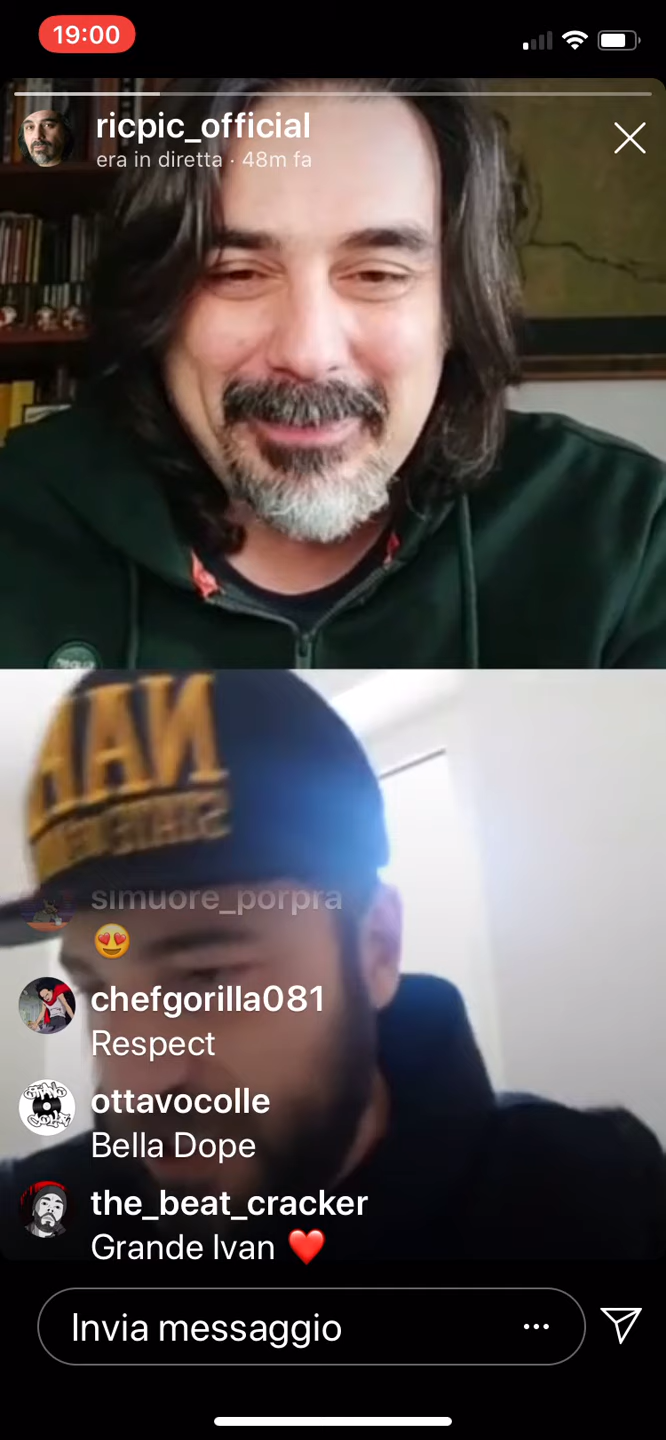 19:00
ricpic_official
era in diretta · 48m fa
simuore_porpra
😍
chefgorilla081
Respect
ottavocolle
Bella Dope
the_beat_cracker
Grande Ivan ❤️
Invia messaggio